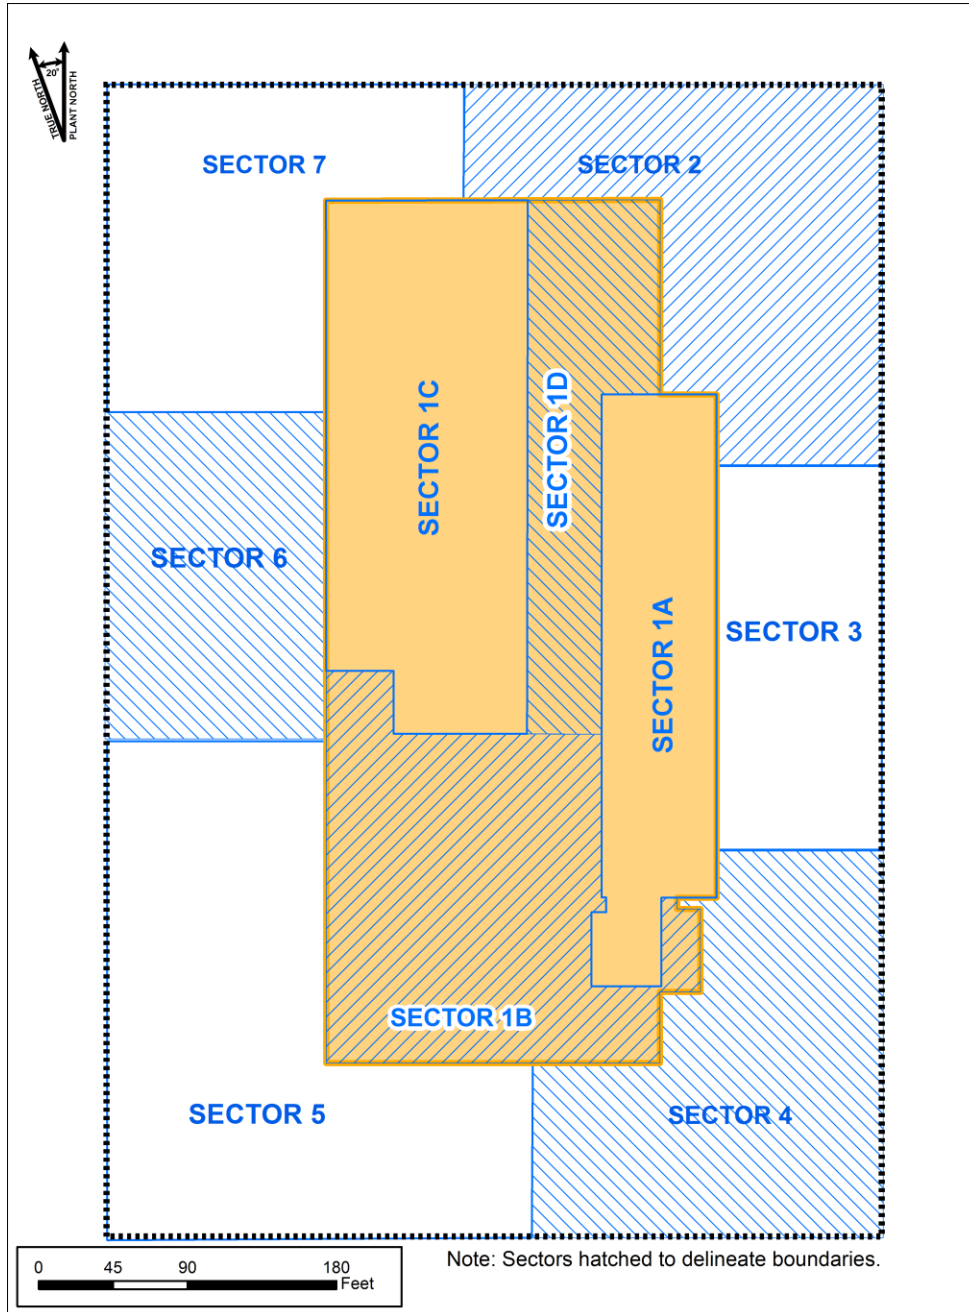 20°
TRUE NORTH
PLANT NORTH
SECTOR 7
SECTOR 2
SECTOR 1C
SECTOR 1D
SECTOR 6
SECTOR 1A
SECTOR 3
SECTOR 1B
SECTOR 5
SECTOR 4
0 45 90 180
Feet
Note: Sectors hatched to delineate boundaries.